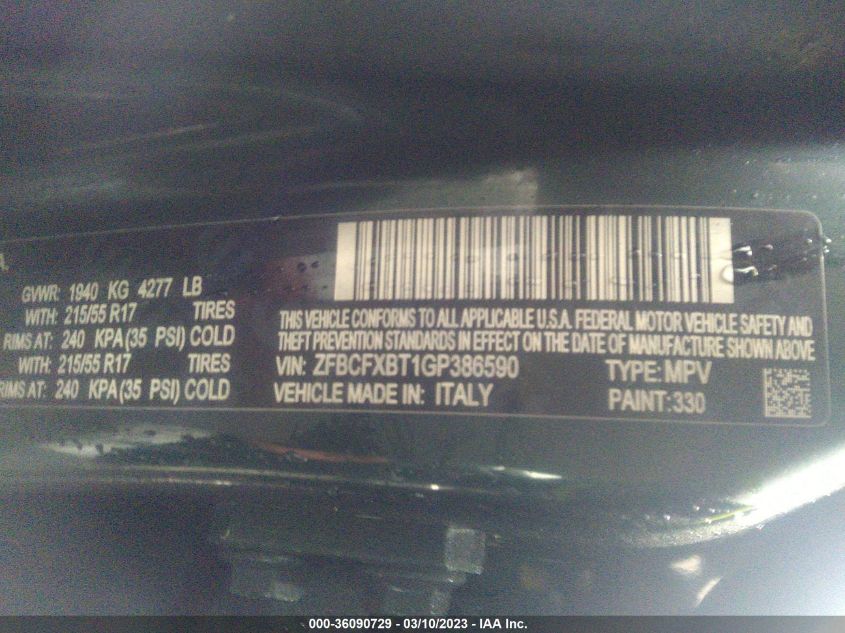 GVWR: 1940 KG 4277 LB
WITH: 215/55 R17 TIRES
RIMS AT: 240 KPA(35 PSI) COLD
WITH: 215/55 R17 TIRES
RIMS AT: 240 KPA(35 PSI) COLD
THIS VEHICLE CONFORMS TO ALL APPLICABLE U.S.A. FEDERAL MOTOR VEHICLE SAFETY AND
THEFT PREVENTION STANDARDS IN EFFECT ON THE DATE OF MANUFACTURE SHOWN ABOVE
VIN: ZFBCFXBT1GP386590 TYPE: MPV
VEHICLE MADE IN: ITALY PAINT:330
000-36090729 - 03/10/2023 - IAA Inc.